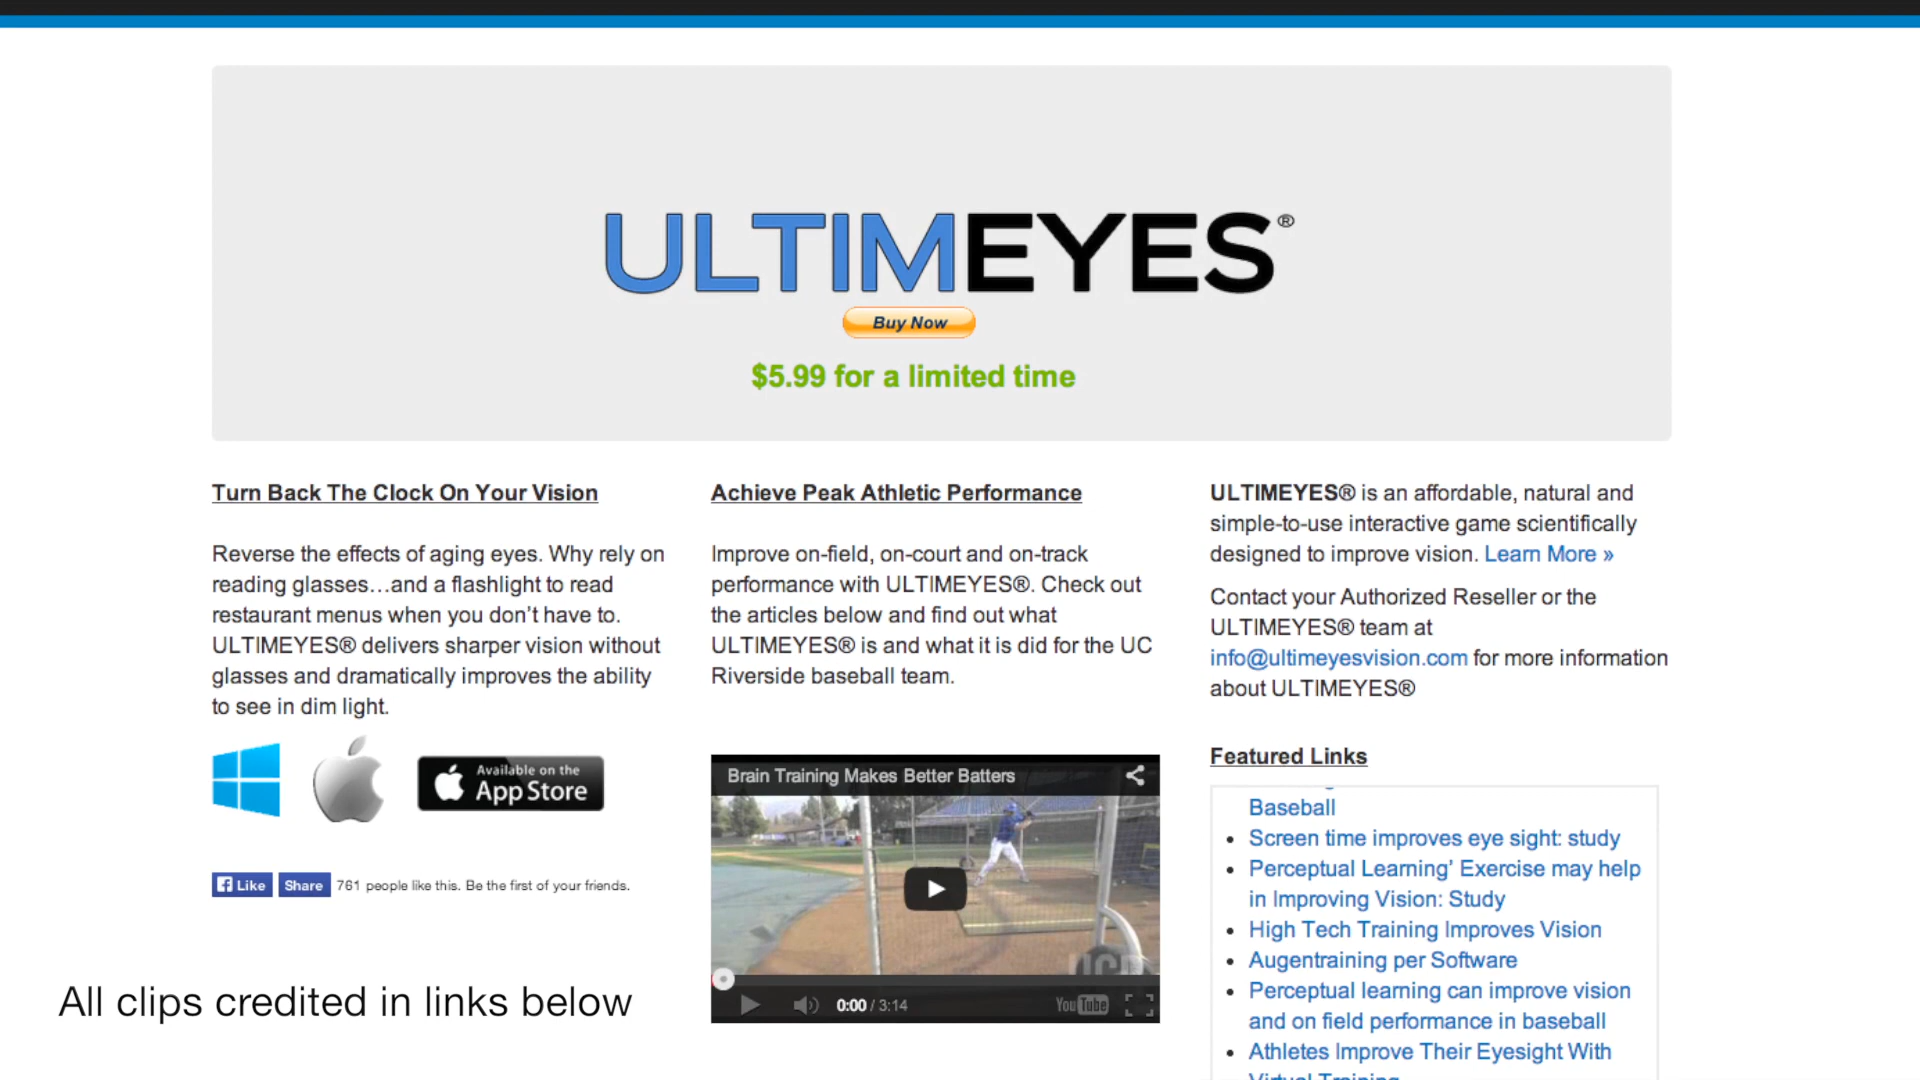 ULTIMEYES®
Buy Now
$5.99 for a limited time
Turn Back The Clock On Your Vision
Reverse the effects of aging eyes. Why rely on
reading glasses…and a flashlight to read
restaurant menus when you don't have to.
ULTIMEYES® delivers sharper vision without
glasses and dramatically improves the ability
to see in dim light.
Available on the
App Store
Like Share 761 people like this. Be the first of your friends.
Achieve Peak Athletic Performance
Improve on-field, on-court and on-track
performance with ULTIMEYES®. Check out
the articles below and find out what
ULTIMEYES® is and what it is did for the UC
Riverside baseball team.
Brain Training Makes Better Batters
0:00 / 3:14
YouTube
ULTIMEYES® is an affordable, natural and
simple-to-use interactive game scientifically
designed to improve vision. Learn More »
Contact your Authorized Reseller or the
ULTIMEYES® team at
info@ultimeyesvision.com for more information
about ULTIMEYES®
Featured Links
Baseball
• Screen time improves eye sight: study
• Perceptual Learning' Exercise may help
in Improving Vision: Study
• High Tech Training Improves Vision
• Augentraining per Software
• Perceptual learning can improve vision
and on field performance in baseball
• Athletes Improve Their Eyesight With
Virtual Training
All clips credited in links below